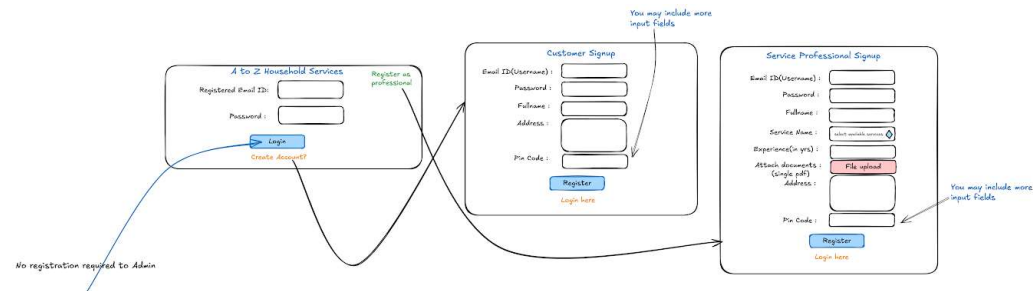 A to Z Household Services
Register as
professional
Registered Email ID:
Password :
Login
Create Account?
No registration required to Admin
You may include more
input fields
Customer Signup
Email ID(Username) :
Password :
Fullname :
Address :
Pin Code :
Register
Login here
Service Professional Signup
Email ID(Username) :
Password :
Fullname :
Service Name :
select available services
Experience(in yrs) :
Attach documents :
(single pdf)
File upload
Address :
Pin Code :
Register
Login here
You may include more
input fields